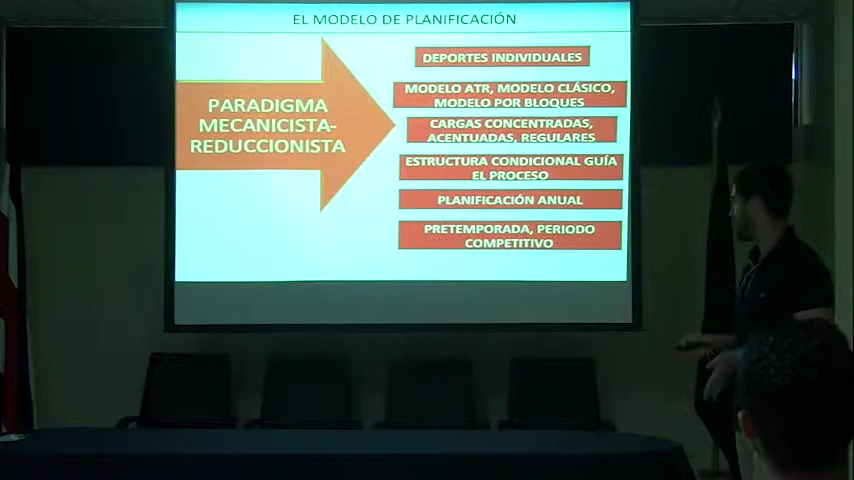 EL MODELO DE PLANIFICACIÓN
PARADIGMA
MECANICISTA-
REDUCCIONISTA
DEPORTES INDIVIDUALES
MODELO ATR, MODELO CLÁSICO,
MODELO POR BLOQUES
CARGAS CONCENTRADAS,
ACENTUADAS, REGULARES
ESTRUCTURA CONDICIONAL GUÍA
EL PROCESO
PLANIFICACIÓN ANUAL
PRETEMPORADA, PERIODO
COMPETITIVO